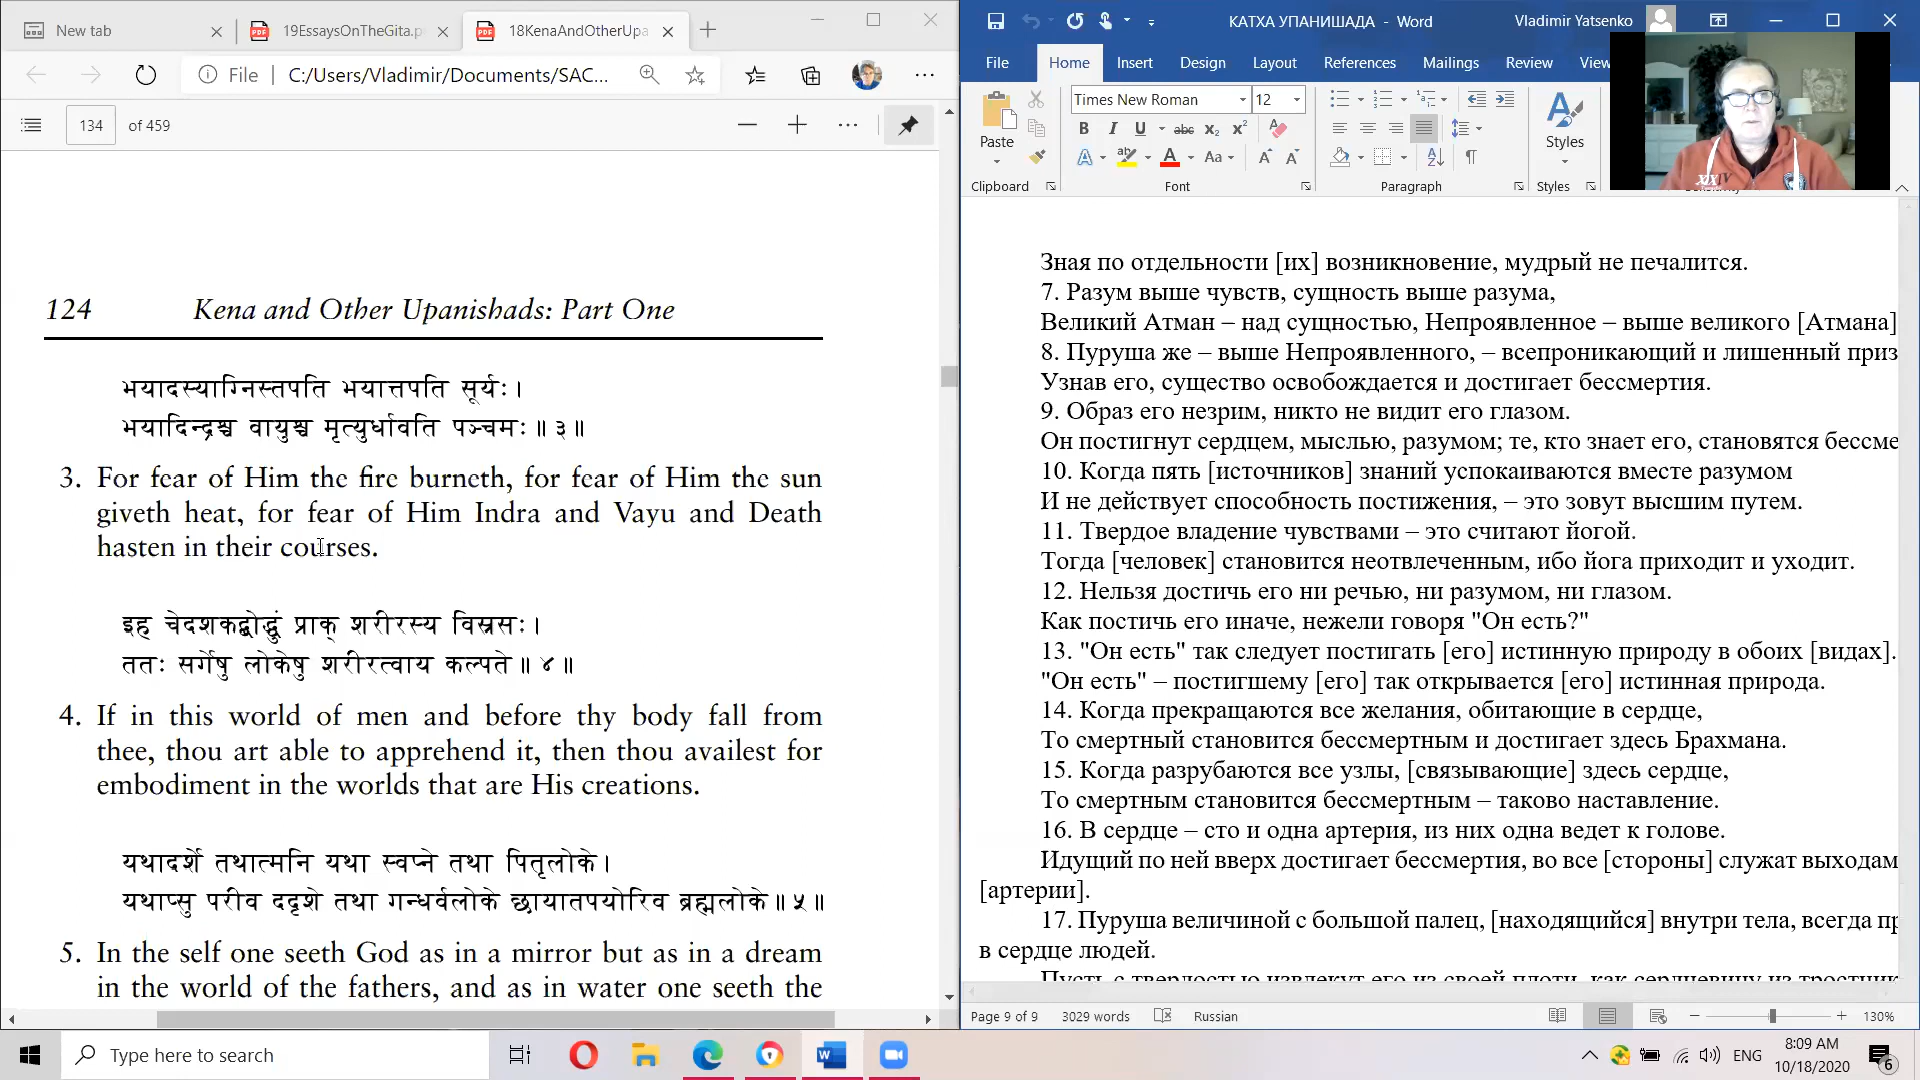 New tab
19EssaysOnTheGita.p
18KenaAndOtherUpa
File
C:/Users/Vladimir/Documents/SAC...
134 of 459
124 Kena and Other Upanishads: Part One
भयादस्याग्निस्तपति भयात्तपति सूर्यः।
भयादिन्द्रश्च वायुश्च मृत्युर्धावति पञ्चमः॥३॥
3. For fear of Him the fire burneth, for fear of Him the sun
giveth heat, for fear of Him Indra and Vayu and Death
hasten in their courses.
इह चेदशकद्बोद्धुं प्राक् शरीरस्य विस्रसः।
ततः सर्गेषु लोकेषु शरीरत्वाय कल्पते॥४॥
4. If in this world of men and before thy body fall from
thee, thou art able to apprehend it, then thou availest for
embodiment in the worlds that are His creations.
यथादर्शे तथात्मनि यथा स्वप्ने तथा पितृलोके।
यथाप्सु परीव ददृशे तथा गन्धर्वलोके छायातपयोरिव ब्रह्मलोके॥५॥
5. In the self one seeth God as in a mirror but as in a dream
in the world of the fathers, and as in water one seeth the
КАТХА УПАНИШАДА - Word
Vladimir Yatsenko
File Home Insert Design Layout References Mailings Review View
Paste
Clipboard
Times New Roman 12
Font
Paragraph
Styles
Styles
Зная по отдельности [их] возникновение, мудрый не печалится.
7. Разум выше чувств, сущность выше разума,
Великий Атман – над сущностью, Непроявленное – выше великого [Атмана]
8. Пуруша же – выше Непроявленного, – всепроникающий и лишенный приз
Узнав его, существо освобождается и достигает бессмертия.
9. Образ его незрим, никто не видит его глазом.
Он постигнут сердцем, мыслью, разумом; те, кто знает его, становятся бессме
10. Когда пять [источников] знаний успокаиваются вместе разумом
И не действует способность постижения, – это зовут высшим путем.
11. Твердое владение чувствами – это считают йогой.
Тогда [человек] становится неотвлеченным, ибо йога приходит и уходит.
12. Нельзя достичь его ни речью, ни разумом, ни глазом.
Как постичь его иначе, нежели говоря "Он есть?"
13. "Он есть" так следует постигать [его] истинную природу в обоих [видах].
"Он есть" – постигшему [его] так открывается [его] истинная природа.
14. Когда прекращаются все желания, обитающие в сердце,
То смертный становится бессмертным и достигает здесь Брахмана.
15. Когда разрубаются все узлы, [связывающие] здесь сердце,
То смертным становится бессмертным – таково наставление.
16. В сердце – сто и одна артерия, из них одна ведет к голове.
Идущий по ней вверх достигает бессмертия, во все [стороны] служат выходам
[артерии].
17. Пуруша величиной с большой палец, [находящийся] внутри тела, всегда пр
в сердце людей.
Пусть с твердостью извлекут его из своей плоти, как сердцевину из тростник
Page 9 of 9 3029 words Russian 130%
Type here to search
ENG
8:09 AM
10/18/2020
6